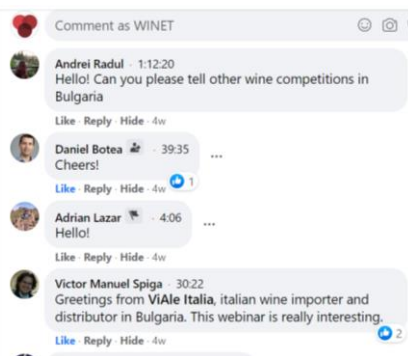 Comment as WINET
Andrei Radul · 1:12:20
Hello! Can you please tell other wine competitions in
Bulgaria
Like · Reply · Hide · 4w
Daniel Botea · 39:35
Cheers!
Like · Reply · Hide · 4w
1
Adrian Lazar · 4:06
Hello!
Like · Reply · Hide · 4w
Victor Manuel Spiga · 30:22
Greetings from ViAle Italia, italian wine importer and
distributor in Bulgaria. This webinar is really interesting.
2
Like · Reply · Hide · 4w